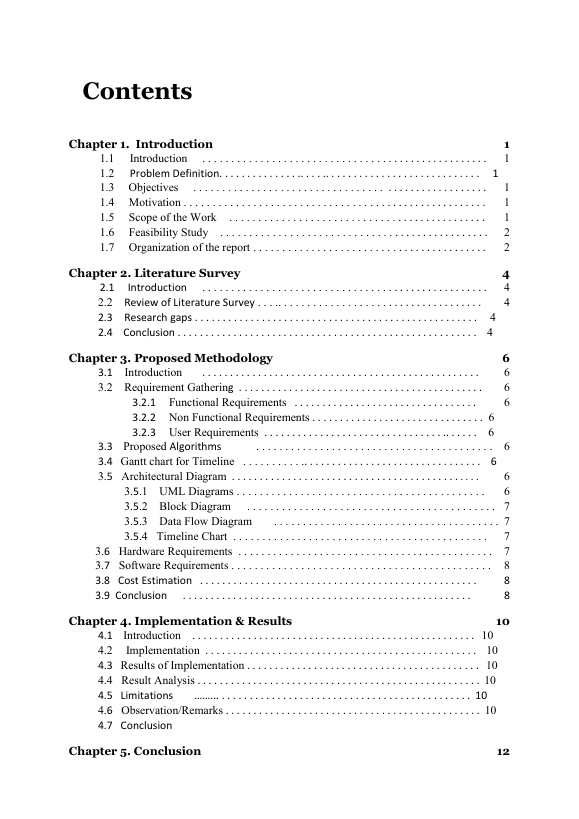 Contents
Chapter 1. Introduction 1
1.1 Introduction . . . . . . . . . . . . . . . . . . . . . . . . . . . . . . . . . . . . . . . . . . . . . . . . . 1
1.2 Problem Definition. . . . . . . . . . . . . .. . . . .. . . . . . . . . . . . . . . . . . . . . . . . . 1
1.3 Objectives . . . . . . . . . . . . . . . . . . . . . . . . . . . . . . . . . . . . . . . . . . . . . . . . . . 1
1.4 Motivation . . . . . . . . . . . . . . . . . . . . . . . . . . . . . . . . . . . . . . . . . . . . . . . . . . . . 1
1.5 Scope of the Work . . . . . . . . . . . . . . . . . . . . . . . . . . . . . . . . . . . . . . . . . . . . 1
1.6 Feasibility Study . . . . . . . . . . . . . . . . . . . . . . . . . . . . . . . . . . . . . . . . . . . . . . 2
1.7 Organization of the report . . . . . . . . . . . . . . . . . . . . . . . . . . . . . . . . . . . . . . . . 2
Chapter 2. Literature Survey 4
2.1 Introduction . . . . . . . . . . . . . . . . . . . . . . . . . . . . . . . . . . . . . . . . . . . . . . . . . 4
2.2 Review of Literature Survey . . . . .. . . . . . . . . . . . . . . . . . . . . . . . . . . . . . . . . . 4
2.3 Research gaps . . . . . . . . . . . . . . . . . . . . . . . . . . . . . . . . . . . . . . . . . . . . . . . . 4
2.4 Conclusion . . . . . . . . . . . . . . . . . . . . . . . . . . . . . . . . . . . . . . . . . . . . . . . . . . . . 4
Chapter 3. Proposed Methodology 6
3.1 Introduction . . . . . . . . . . . . . . . . . . . . . . . . . . . . . . . . . . . . . . . . . . . . . . . . 6
3.2 Requirement Gathering . . . . . . . . . . . . . . . . . . . . . . . . . . . . . . . . . . . . . . . . . . 6
3.2.1 Functional Requirements . . . . . . . . . . . . . . . . . . . . . . . . . . . . . . . 6
3.2.2 Non Functional Requirements . . . . . . . . . . . . . . . . . . . . . . . . . . . . . 6
3.2.3 User Requirements . . . . . . . . . . . . . . . . . . . . . . . . . . . . . . .. . . . . . 6
3.3 Proposed Algorithms . . . . . . . . . . . . . . . . . . . . . . . . . . . . . . . . . . . . 6
3.4 Gantt chart for Timeline . . . . . . . . . . .. . . . . . . . . . . . . . . . . . . . . . . . . . . . . . 6
3.5 Architectural Diagram . . . . . . . . . . . . . . . . . . . . . . . . . . . . . . . . . . . . . . . . . . . 6
3.5.1 UML Diagrams . . . . . . . . . . . . . . . . . . . . . . . . . . . . . . . . . . . . . . . . . . . 6
3.5.2 Block Diagram . . . . . . . . . . . . . . . . . . . . . . . . . . . . . . . . . . . . . . . . . . . 7
3.5.3 Data Flow Diagram . . . . . . . . . . . . . . . . . . . . . . . . . . . . . . . . . . . . . . . 7
3.5.4 Timeline Chart . . . . . . . . . . . . . . . . . . . . . . . . . . . . . . . . . . . . . . . . . . . . 7
3.6 Hardware Requirements . . . . . . . . . . . . . . . . . . . . . . . . . . . . . . . . . . . . . . . . . . . 7
3.7 Software Requirements . . . . . . . . . . . . . . . . . . . . . . . . . . . . . . . . . . . . . . . . . . . 8
3.8 Cost Estimation . . . . . . . . . . . . . . . . . . . . . . . . . . . . . . . . . . . . . . . . . . . . . . . 8
3.9 Conclusion . . . . . . . . . . . . . . . . . . . . . . . . . . . . . . . . . . . . . . . . . . . . . . . . . 8
Chapter 4. Implementation & Results 10
4.1 Introduction . . . . . . . . . . . . . . . . . . . . . . . . . . . . . . . . . . . . . . . . . . . . . . . . 10
4.2 Implementation . . . . . . . . . . . . . . . . . . . . . . . . . . . . . . . . . . . . . . . . . . . . . . . 10
4.3 Results of Implementation . . . . . . . . . . . . . . . . . . . . . . . . . . . . . . . . . . . . . . . . 10
4.4 Result Analysis . . . . . . . . . . . . . . . . . . . . . . . . . . . . . . . . . . . . . . . . . . . . . . . . 10
4.5 Limitations ......... . . . . . . . . . . . . . . . . . . . . . . . . . . . . . . . . . . . . . . . . . . . 10
4.6 Observation/Remarks . . . . . . . . . . . . . . . . . . . . . . . . . . . . . . . . . . . . . . . . . . . . 10
4.7 Conclusion
Chapter 5. Conclusion 12